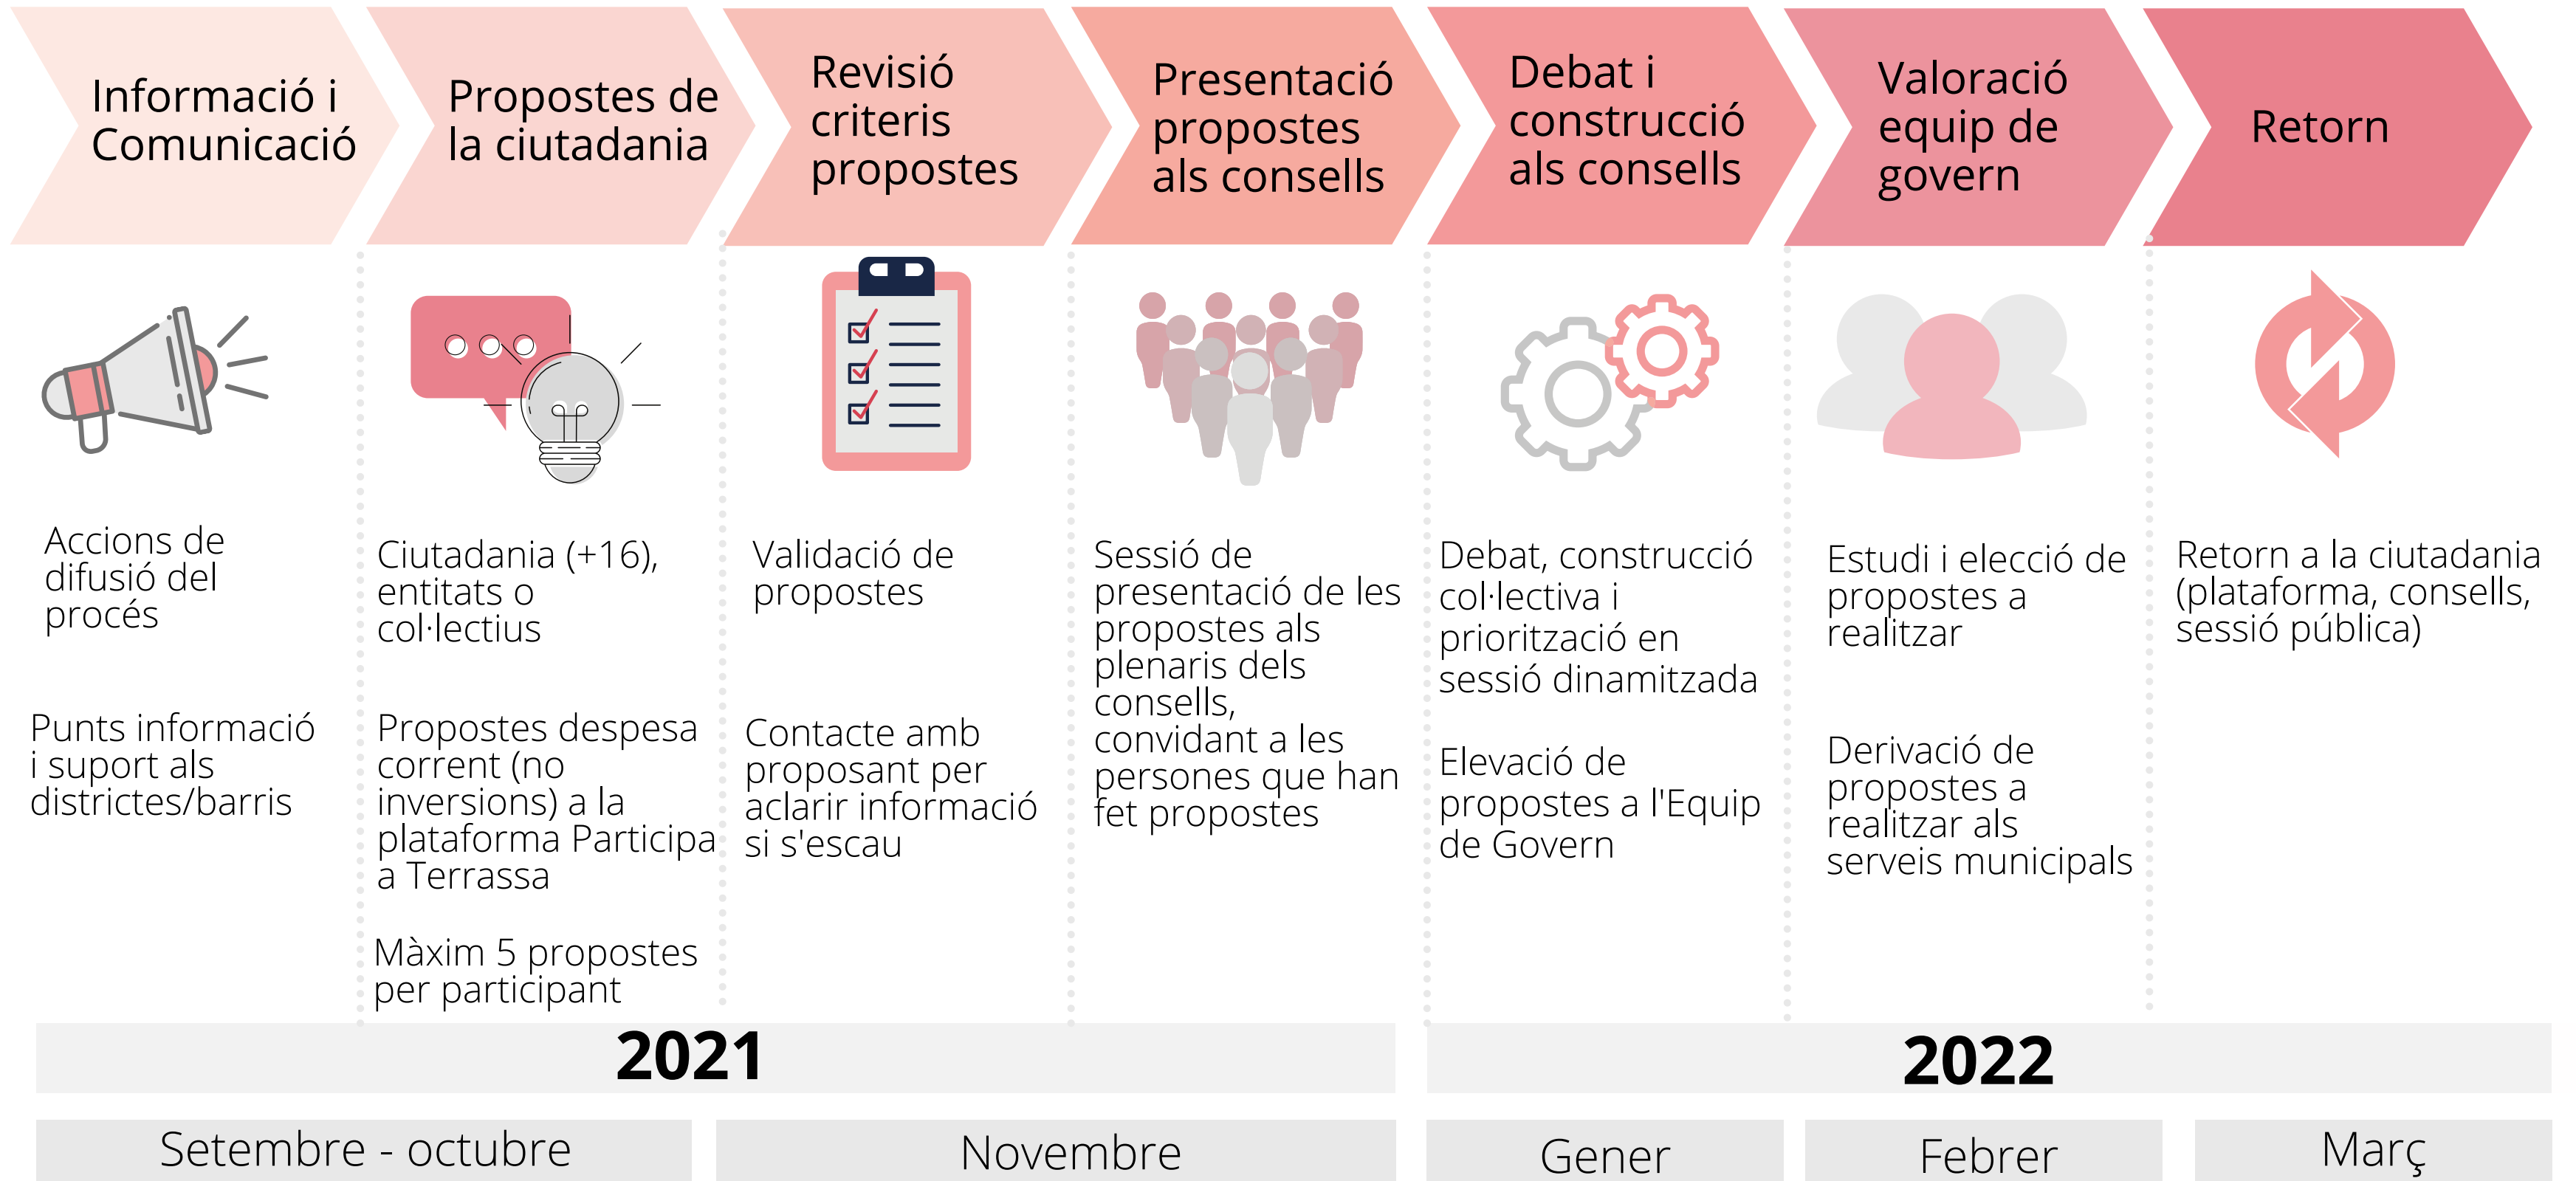 Informació i
Comunicació
Propostes de
la ciutadania
Revisió
criteris
propostes
Presentació
propostes
als consells
Debat i
construcció
als consells
Valoració
equip de
govern
Retorn
Accions de
difusió del
procés
Punts informació
i suport als
districtes/barris
Ciutadania (+16),
entitats o
col·lectius
Propostes despesa
corrent (no
inversions) a la
plataforma Participa
a Terrassa
Màxim 5 propostes
per participant
Validació de
propostes
Contacte amb
proposant per
aclarir informació
si s'escau
Sessió de
presentació de les
propostes als
plenaris dels
consells,
convidant a les
persones que han
fet propostes
Debat, construcció
col·lectiva i
priorització en
sessió dinamitzada
Elevació de
propostes a l'Equip
de Govern
Estudi i elecció de
propostes a
realitzar
Derivació de
propostes a
realitzar als
serveis municipals
Retorn a la ciutadania
(plataforma, consells,
sessió pública)
2021
2022
Setembre - octubre
Novembre
Gener
Febrer
Març